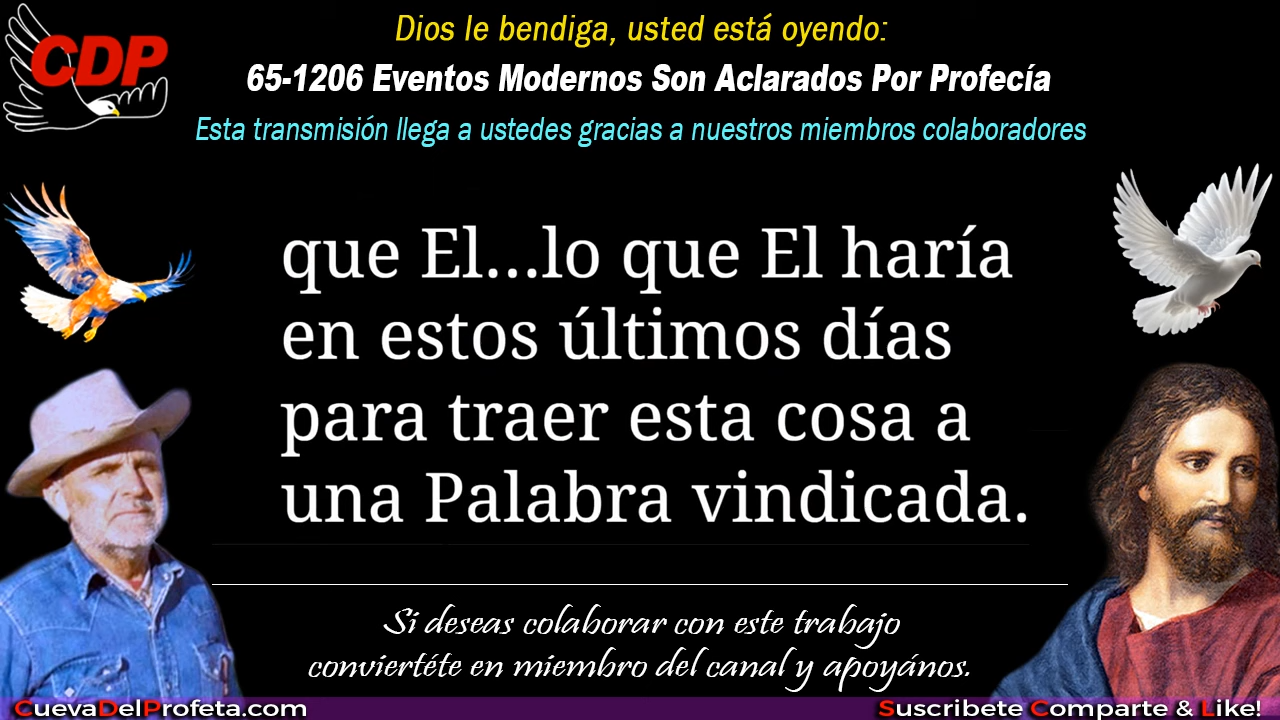 CDP
Dios le bendiga, usted está oyendo:
65-1206 Eventos Modernos Son Aclarados Por Profecía
Esta transmisión llega a ustedes gracias a nuestros miembros colaboradores
que El...lo que El haría
en estos últimos días
para traer esta cosa a
una Palabra vindicada.
Si deseas colaborar con este trabajo
conviertéte en miembro del canal y apoyános.
CuevaDelProfeta.com
Suscribete Comparte & Like!